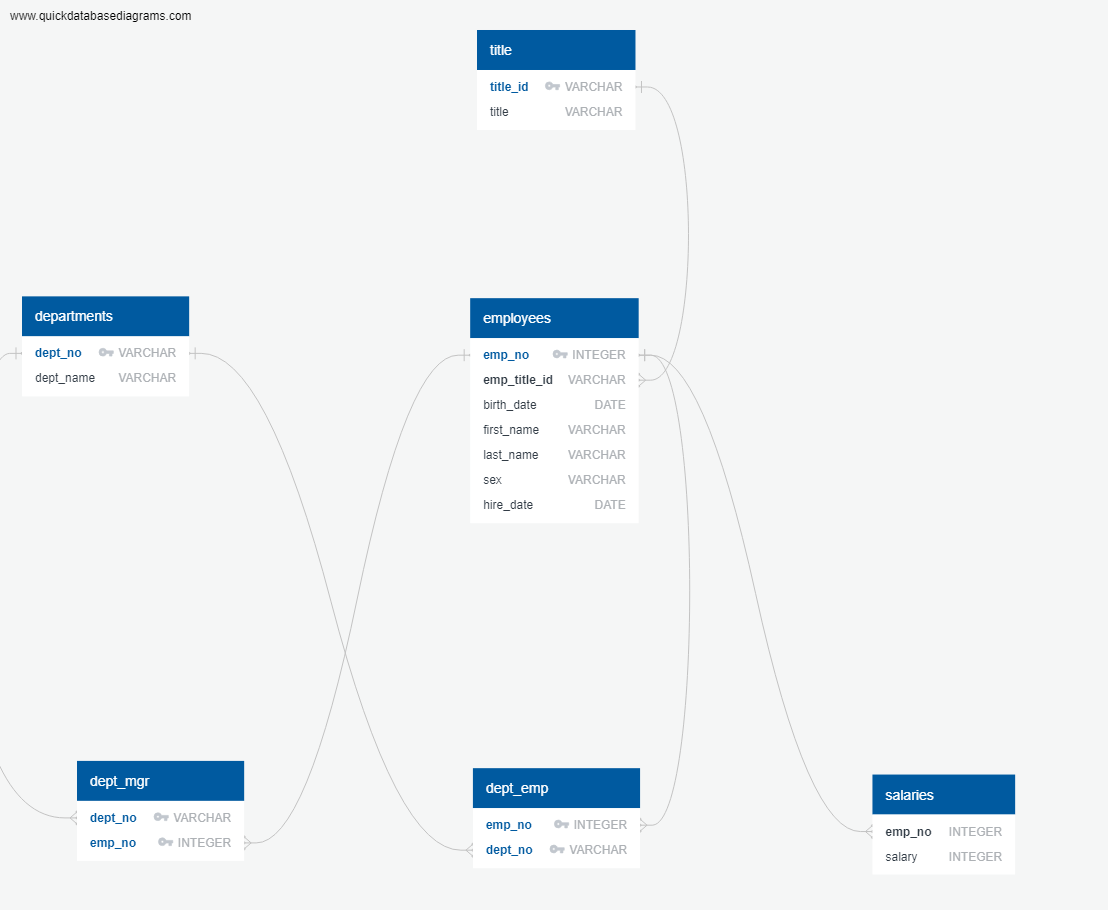 www.quickdatabasediagrams.com
title
title_id VARCHAR
title VARCHAR
departments
dept_no VARCHAR
dept_name VARCHAR
employees
emp_no INTEGER
emp_title_id VARCHAR
birth_date DATE
first_name VARCHAR
last_name VARCHAR
sex VARCHAR
hire_date DATE
dept_mgr
dept_no VARCHAR
emp_no INTEGER
dept_emp
emp_no INTEGER
dept_no VARCHAR
salaries
emp_no INTEGER
salary INTEGER